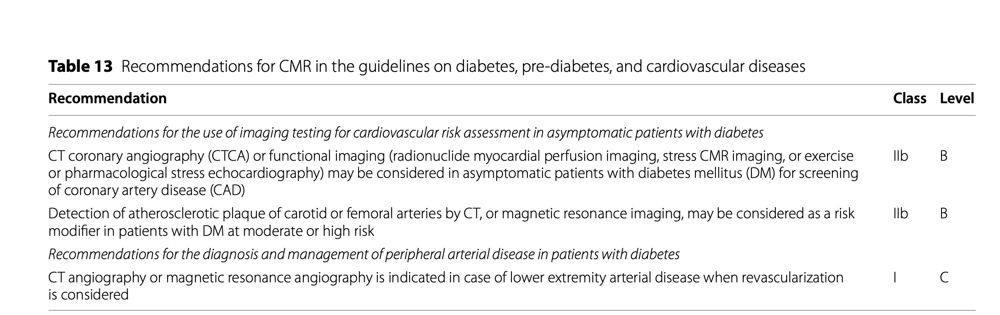 Table 13 Recommendations for CMR in the guidelines on diabetes, pre-diabetes, and cardiovascular diseases
Recommendation Class Level
Recommendations for the use of imaging testing for cardiovascular risk assessment in asymptomatic patients with diabetes
CT coronary angiography (CTCA) or functional imaging (radionuclide myocardial perfusion imaging, stress CMR imaging, or exercise IIb B
or pharmacological stress echocardiography) may be considered in asymptomatic patients with diabetes mellitus (DM) for screening
of coronary artery disease (CAD)
Detection of atherosclerotic plaque of carotid or femoral arteries by CT, or magnetic resonance imaging, may be considered as a risk IIb B
modifier in patients with DM at moderate or high risk
Recommendations for the diagnosis and management of peripheral arterial disease in patients with diabetes
CT angiography or magnetic resonance angiography is indicated in case of lower extremity arterial disease when revascularization I C
is considered